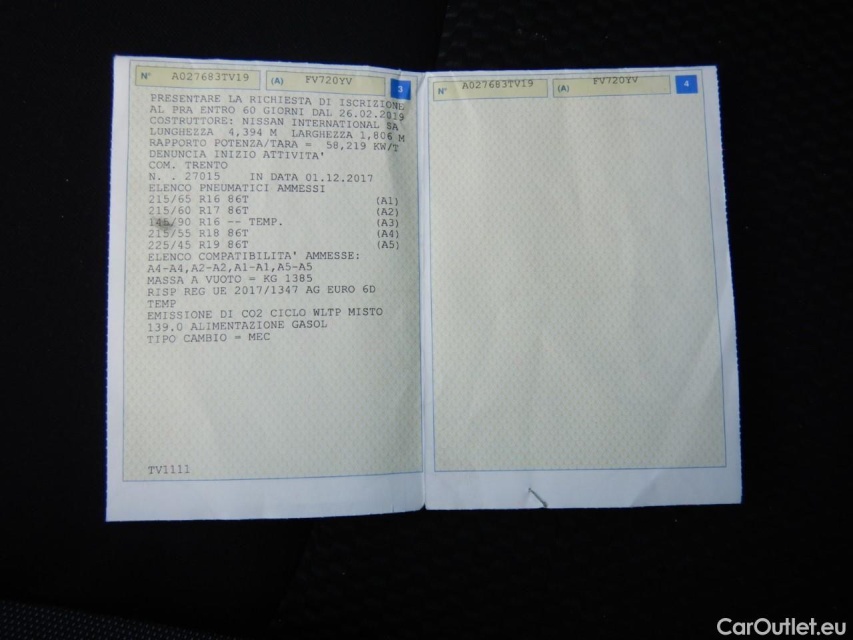 N° A027683TV19 (A) FV720YV 3
PRESENTARE LA RICHIESTA DI ISCRIZIONE
AL PRA ENTRO 60 GIORNI DAL 26.02.2019
COSTRUTTORE: NISSAN INTERNATIONAL SA
LUNGHEZZA 4,394 M LARGHEZZA 1,806 M
RAPPORTO POTENZA/TARA = 58,219 KW/T
DENUNCIA INIZIO ATTIVITA'
COM. TRENTO
N. . 27015 IN DATA 01.12.2017
ELENCO PNEUMATICI AMMESSI
215/65 R16 86T (A1)
215/60 R17 86T (A2)
145/90 R16 -- TEMP. (A3)
215/55 R18 86T (A4)
225/45 R19 86T (A5)
ELENCO COMPATIBILITA' AMMESSE:
A4-A4,A2-A2,A1-A1,A5-A5
MASSA A VUOTO = KG 1385
RISP REG UE 2017/1347 AG EURO 6D
TEMP
EMISSIONE DI CO2 CICLO WLTP MISTO
139.0 ALIMENTAZIONE GASOL
TIPO CAMBIO = MEC
TV1111
N° A027683TV19 (A) FV720YV 4
CarOutlet.eu